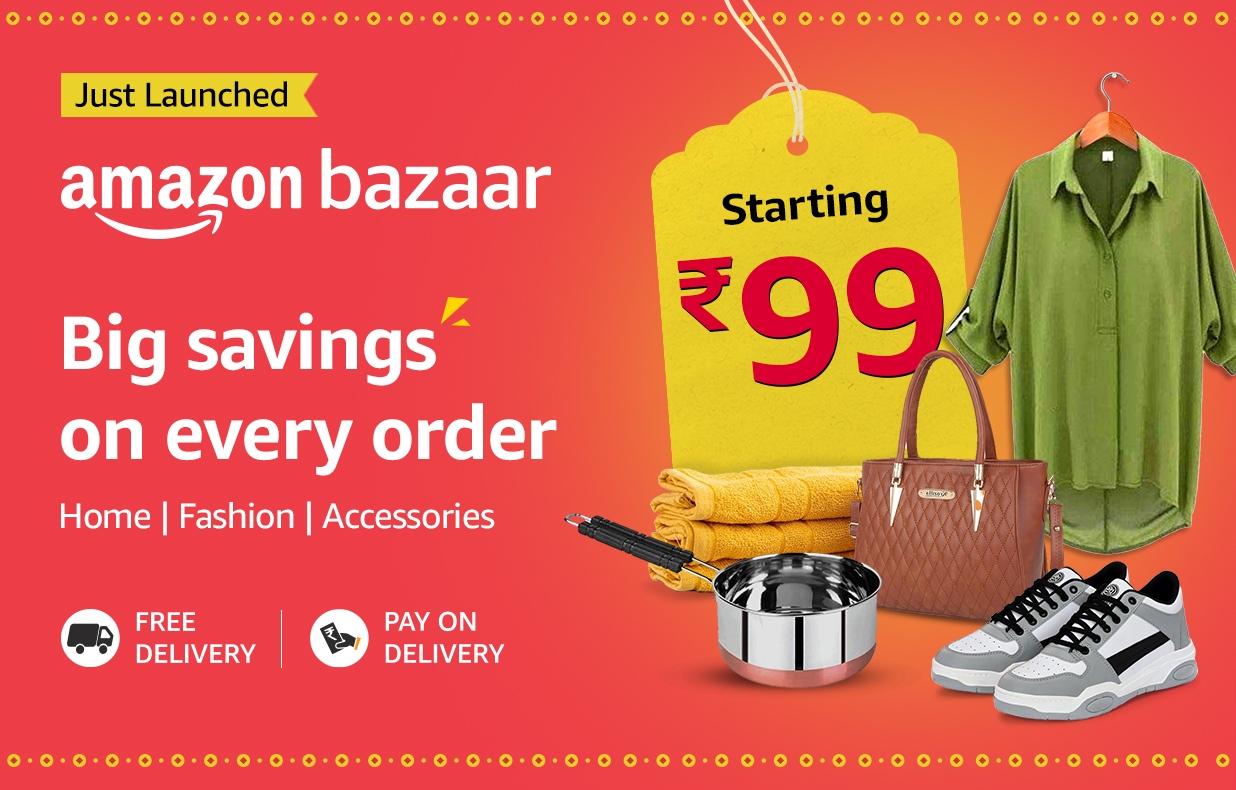 Just Launched
amazon bazaar
Big savings
on every order
Home | Fashion | Accessories
FREE
DELIVERY
PAY ON
DELIVERY
Starting
₹99